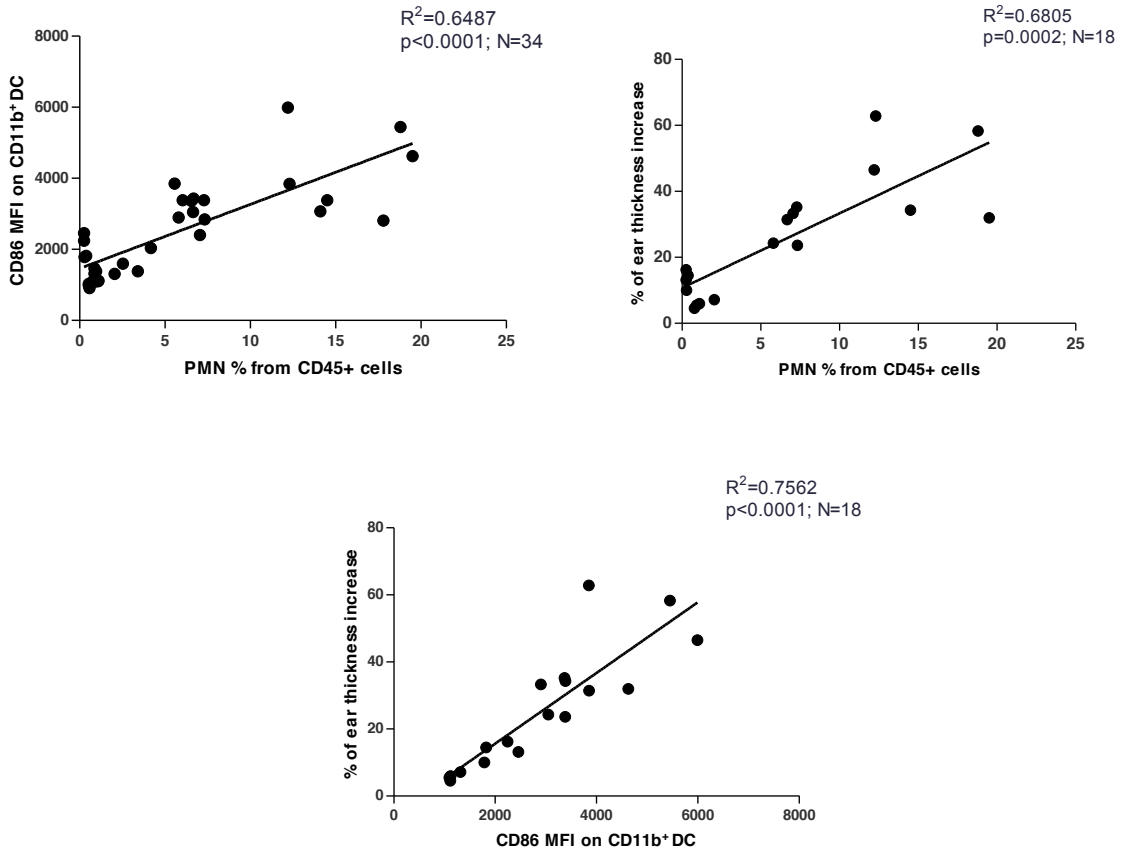 R²=0.6487
p<0.0001; N=34
CD86 MFI on CD11b⁺ DC
8000
6000
4000
2000
0
0 5 10 15 20 25
PMN % from CD45+ cells
R²=0.6805
p=0.0002; N=18
% of ear thickness increase
80
60
40
20
0
0 5 10 15 20 25
PMN % from CD45+ cells
R²=0.7562
p<0.0001; N=18
% of ear thickness increase
80
60
40
20
0
0 2000 4000 6000 8000
CD86 MFI on CD11b⁺ DC